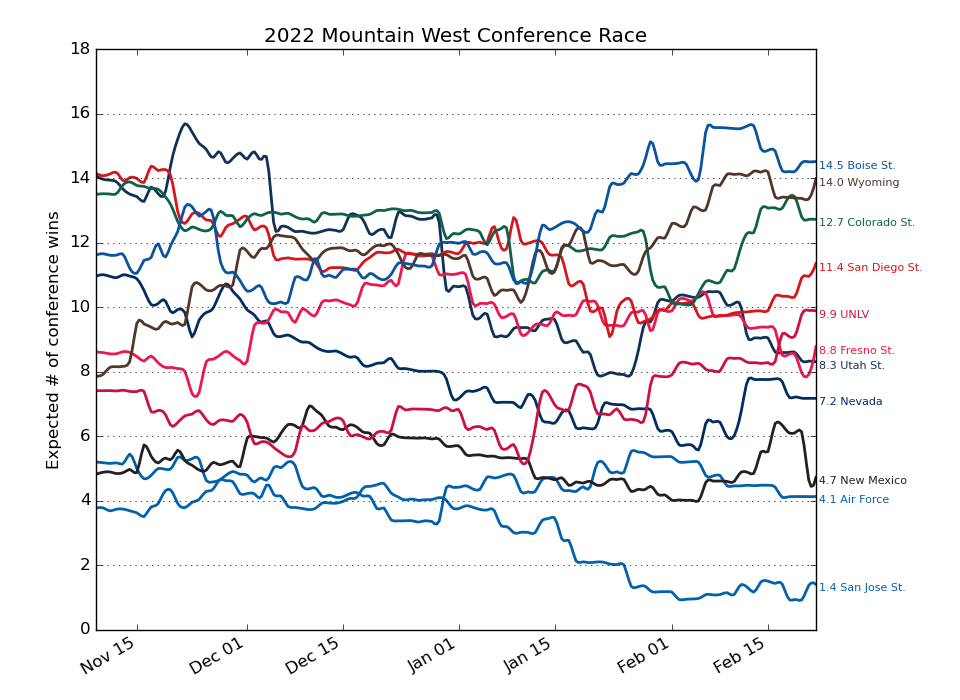 2022 Mountain West Conference Race
Expected # of conference wins
18
16
14
12
10
8
6
4
2
0
14.5 Boise St.
14.0 Wyoming
12.7 Colorado St.
11.4 San Diego St.
9.9 UNLV
8.8 Fresno St.
8.3 Utah St.
7.2 Nevada
4.7 New Mexico
4.1 Air Force
1.4 San Jose St.
Nov 15
Dec 01
Dec 15
Jan 01
Jan 15
Feb 01
Feb 15